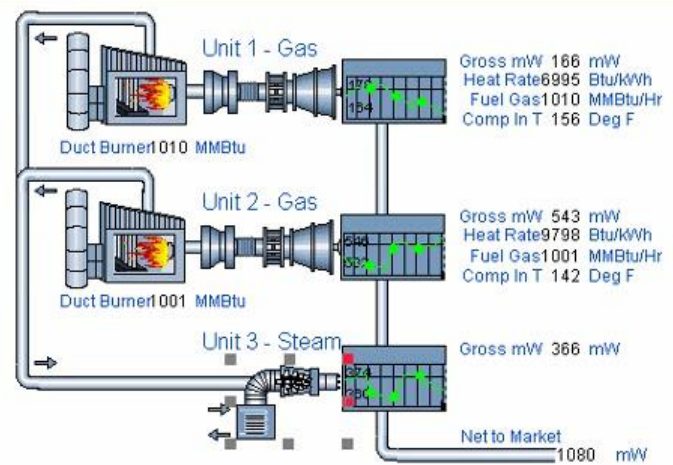 Unit 1 - Gas
Gross mW 166 mW
Heat Rate6995 Btu/kWh
Fuel Gas1010 MMBtu/Hr
Comp In T 156 Deg F
Duct Burner1010 MMBtu
Unit 2 - Gas
Gross mW 543 mW
Heat Rate9798 Btu/kWh
Fuel Gas1001 MMBtu/Hr
Comp In T 142 Deg F
Duct Burner1001 MMBtu
Unit 3 - Steam
Gross mW 366 mW
374
Net to Market
1080 mW